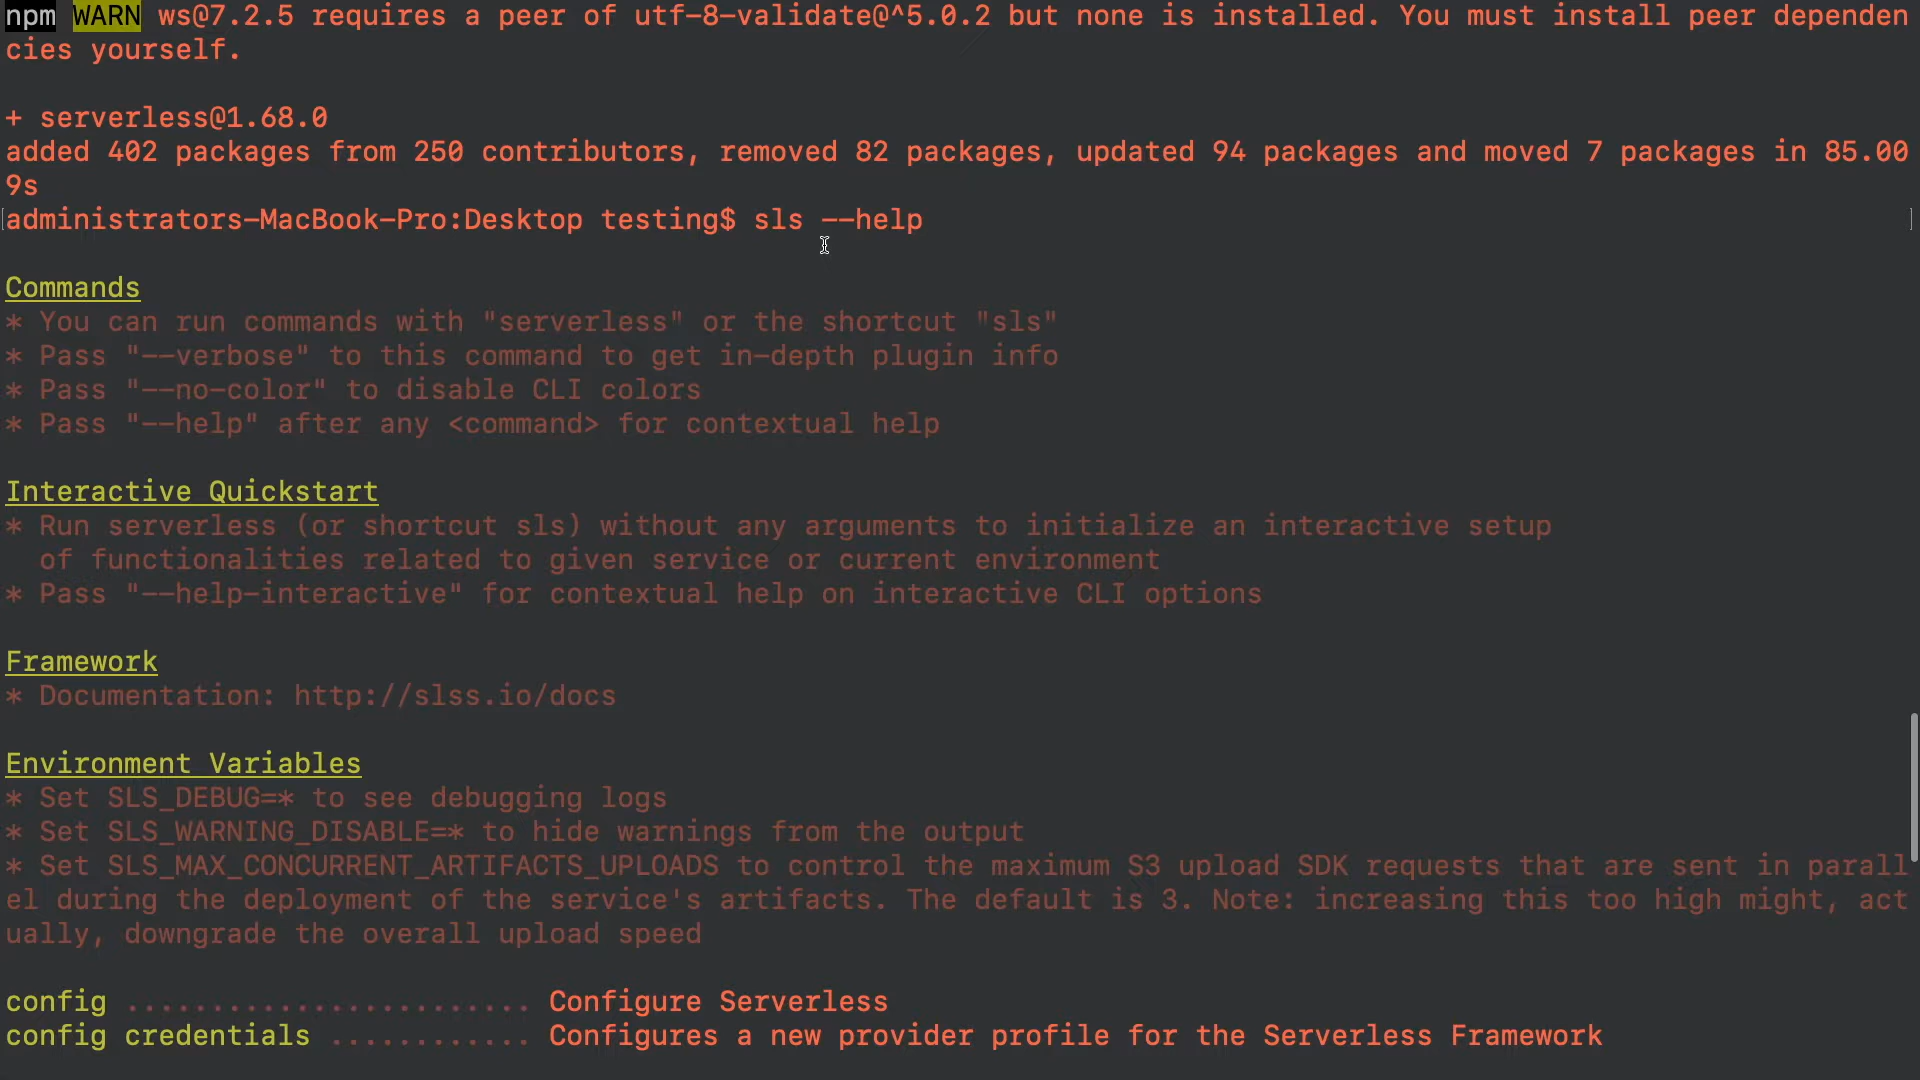 npm WARN ws@7.2.5 requires a peer of utf-8-validate@^5.0.2 but none is installed. You must install peer dependen
cies yourself.
+ serverless@1.68.0
added 402 packages from 250 contributors, removed 82 packages, updated 94 packages and moved 7 packages in 85.00
9s
administrators-MacBook-Pro:Desktop testing$ sls --help
Commands
* You can run commands with "serverless" or the shortcut "sls"
* Pass "--verbose" to this command to get in-depth plugin info
* Pass "--no-color" to disable CLI colors
* Pass "--help" after any <command> for contextual help
Interactive Quickstart
* Run serverless (or shortcut sls) without any arguments to initialize an interactive setup
of functionalities related to given service or current environment
* Pass "--help-interactive" for contextual help on interactive CLI options
Framework
* Documentation: http://slss.io/docs
Environment Variables
* Set SLS_DEBUG=* to see debugging logs
* Set SLS_WARNING_DISABLE=* to hide warnings from the output
* Set SLS_MAX_CONCURRENT_ARTIFACTS_UPLOADS to control the maximum S3 upload SDK requests that are sent in parall
el during the deployment of the service's artifacts. The default is 3. Note: increasing this too high might, act
ually, downgrade the overall upload speed
config ........................ Configure Serverless
config credentials ............ Configures a new provider profile for the Serverless Framework